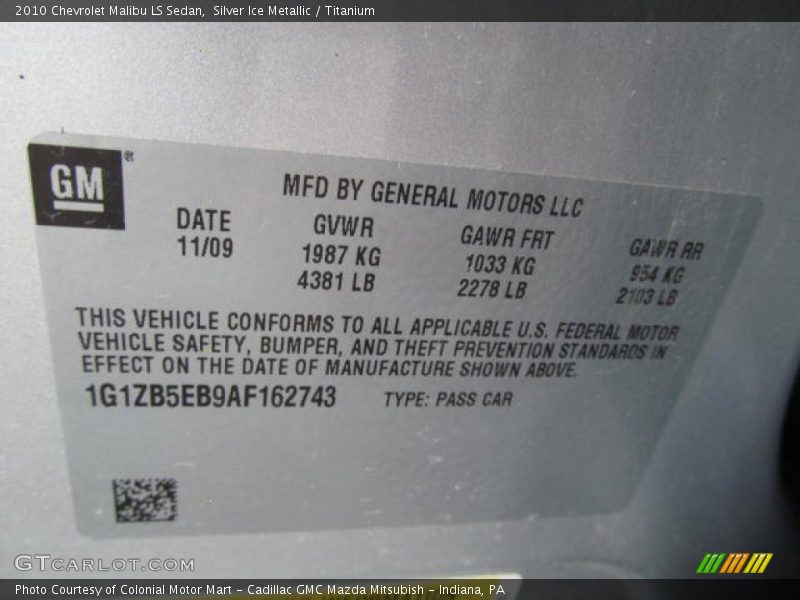 2010 Chevrolet Malibu LS Sedan, Silver Ice Metallic / Titanium
GM ®
MFD BY GENERAL MOTORS LLC
DATE GVWR GAWR FRT GAWR RR
11/09 1987 KG 1033 KG 954 KG
4381 LB 2278 LB 2103 LB
THIS VEHICLE CONFORMS TO ALL APPLICABLE U.S. FEDERAL MOTOR
VEHICLE SAFETY, BUMPER, AND THEFT PREVENTION STANDARDS IN
EFFECT ON THE DATE OF MANUFACTURE SHOWN ABOVE.
1G1ZB5EB9AF162743 TYPE: PASS CAR
GTCARLOT.COM
Photo Courtesy of Colonial Motor Mart - Cadillac GMC Mazda Mitsubish - Indiana, PA